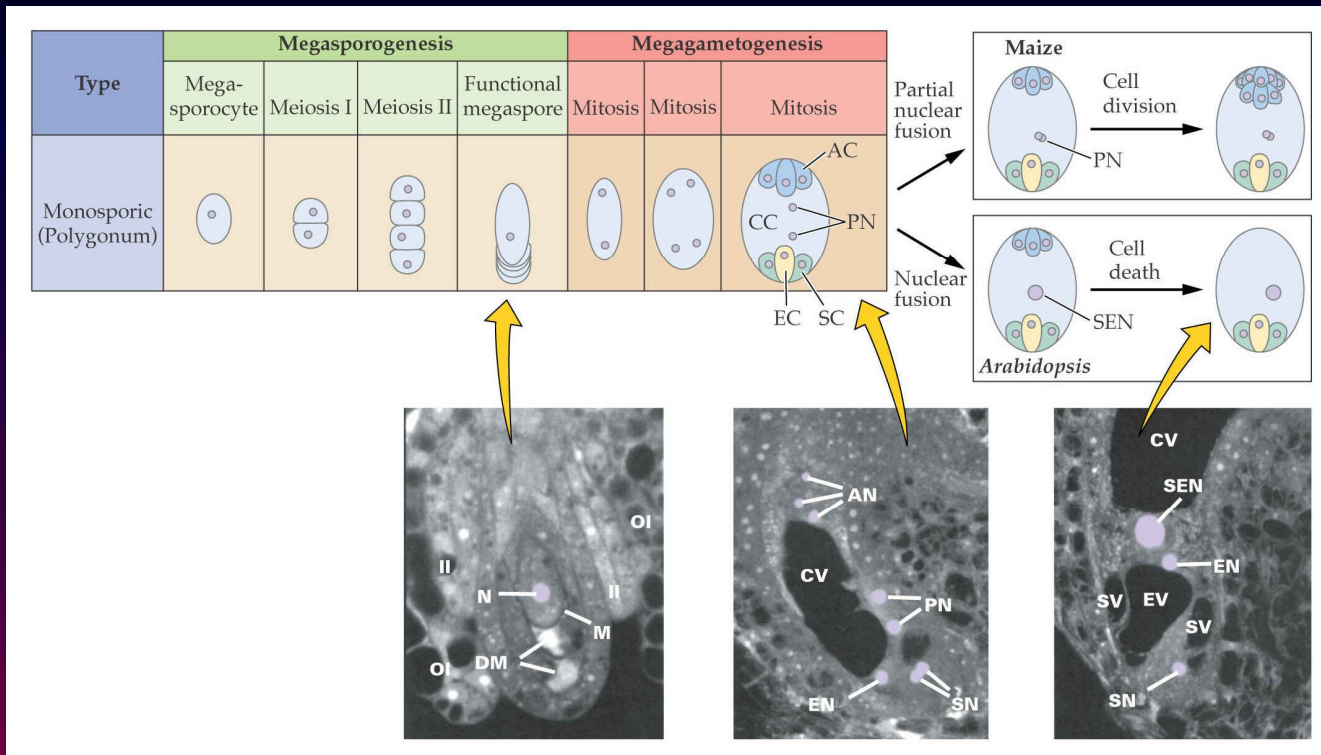 Type
Megasporogenesis
Megagametogenesis
Mega-
sporocyte
Meiosis I
Meiosis II
Functional
megaspore
Mitosis
Mitosis
Mitosis
Monosporic
(Polygonum)
AC
CC
PN
EC
SC
Partial
nuclear
fusion
Nuclear
fusion
Maize
Cell
division
PN
Cell
death
SEN
Arabidopsis
OI
II
N
II
M
OI
DM
AN
CV
PN
EN
SN
CV
SEN
EN
SV
EV
SV
SN